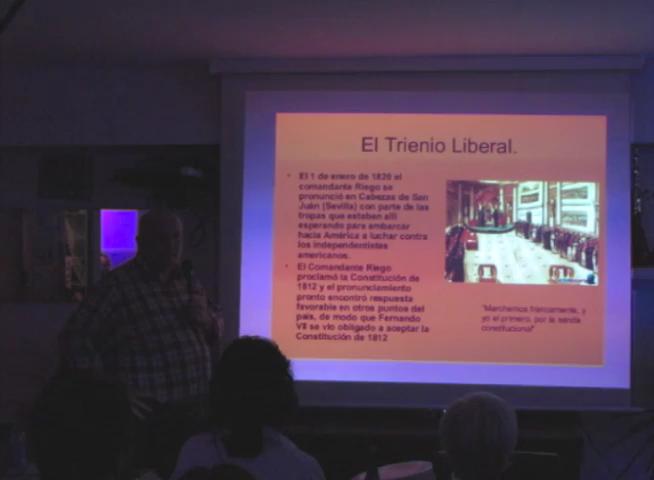 El Trienio Liberal.
• El 1 de enero de 1820 el
comandante Riego se
pronunció en Cabezas de San
Juan (Sevilla) con parte de las
tropas que estaban allí
esperando para embarcar
hacia América a luchar contra
los independentistas
americanos.
• El Comandante Riego
proclamó la Constitución de
1812 y el pronunciamiento
pronto encontró respuesta
favorable en otros puntos del
país, de modo que Fernando
VII se vio obligado a aceptar la
Constitución de 1812
"Marchemos francamente, y
yo el primero, por la senda
constitucional"